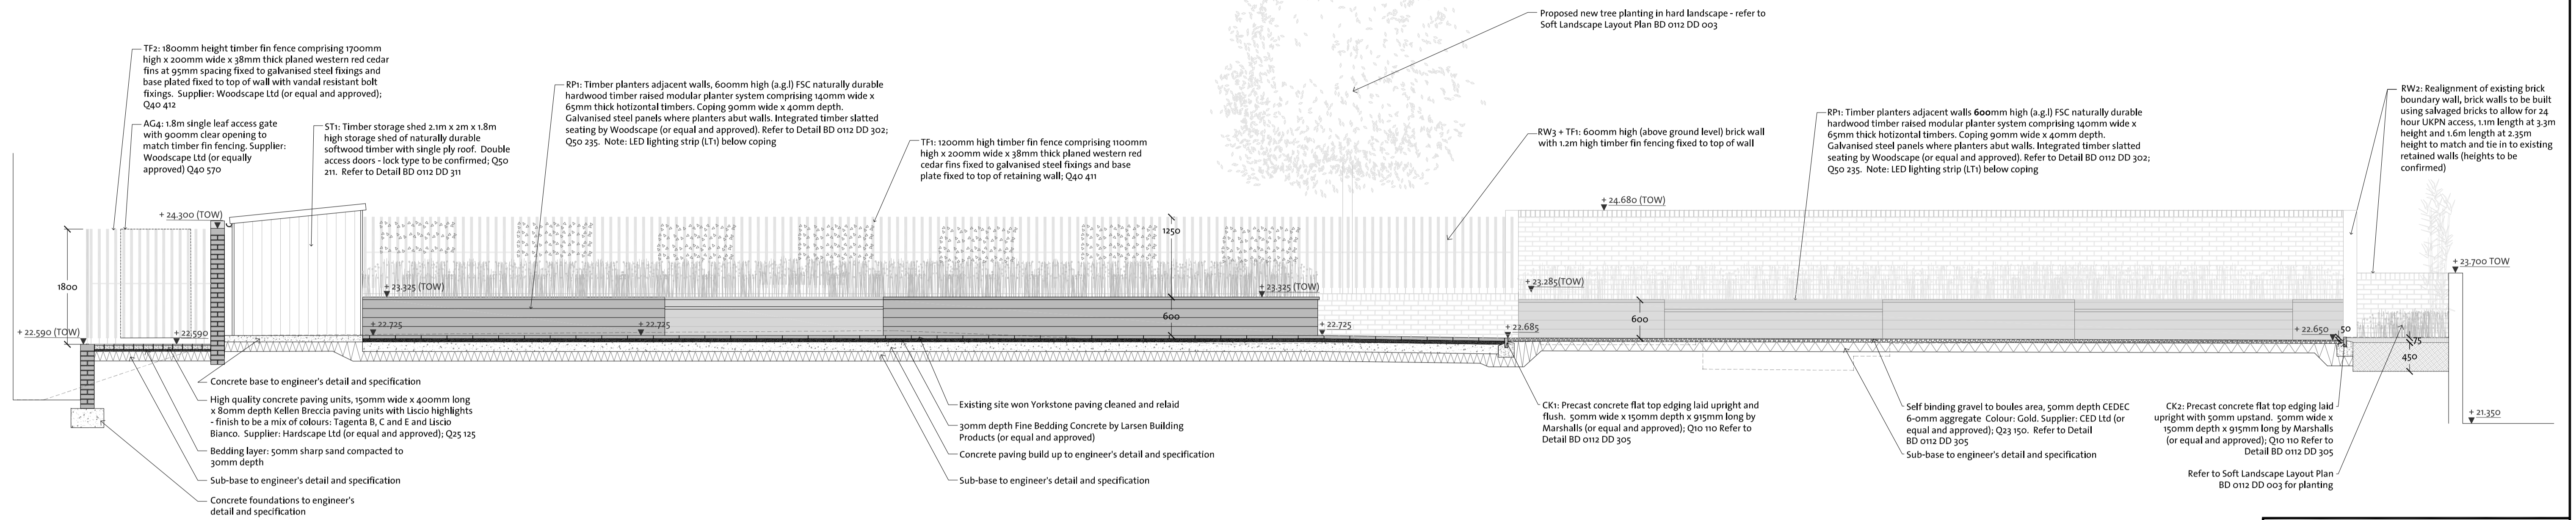 Proposed new tree planting in hard landscape - refer to
Soft Landscape Layout Plan BD 0112 DD 003
TF2: 1800mm height timber fin fence comprising 1700mm
high x 200mm wide x 38mm thick planed western red cedar
fins at 95mm spacing fixed to galvanised steel fixings and
base plated fixed to top of wall with vandal resistant bolt
fixings. Supplier: Woodscape Ltd (or equal and approved);
Q40 412
AG4: 1.8m single leaf access gate
with 900mm clear opening to
match timber fin fencing. Supplier:
Woodscape Ltd (or equally
approved) Q40 570
ST1: Timber storage shed 2.1m x 2m x 1.8m
high storage shed of naturally durable
softwood timber with single ply roof. Double
access doors - lock type to be confirmed; Q50
211. Refer to Detail BD 0112 DD 311
RP1: Timber planters adjacent walls, 600mm high (a.g.l) FSC naturally durable
hardwood timber raised modular planter system comprising 140mm wide x
65mm thick hotizontal timbers. Coping 90mm wide x 40mm depth.
Galvanised steel panels where planters abut walls. Integrated timber slatted
seating by Woodscape (or equal and approved). Refer to Detail BD 0112 DD 302;
Q50 235. Note: LED lighting strip (LT1) below coping
TF1: 1200mm high timber fin fence comprising 1100mm
high x 200mm wide x 38mm thick planed western red
cedar fins fixed to galvanised steel fixings and base
plate fixed to top of retaining wall; Q40 411
RW3 + TF1: 600mm high (above ground level) brick wall
with 1.2m high timber fin fencing fixed to top of wall
RP1: Timber planters adjacent walls 600mm high (a.g.l) FSC naturally durable
hardwood timber raised modular planter system comprising 140mm wide x
65mm thick hotizontal timbers. Coping 90mm wide x 40mm depth.
Galvanised steel panels where planters abut walls. Integrated timber slatted
seating by Woodscape (or equal and approved). Refer to Detail BD 0112 DD 302;
Q50 235. Note: LED lighting strip (LT1) below coping
RW2: Realignment of existing brick
boundary wall, brick walls to be built
using salvaged bricks to allow for 24
hour UKPN access, 1.1m length at 3.3m
height and 1.6m length at 2.35m
height to match and tie in to existing
retained walls (heights to be
confirmed)
+ 24.300 (TOW)
+ 24.680 (TOW)
1250
1800
+ 23.700 TOW
+ 23.325 (TOW)
+ 23.325 (TOW)
+ 23.285(TOW)
600
600
+ 22.590 (TOW)
+ 22.590
+ 22.725
+ 22.725
+ 22.725
+ 22.685
+ 22.650
50
75
450
+ 21.350
Concrete base to engineer's detail and specification
High quality concrete paving units, 150mm wide x 400mm long
x 80mm depth Kellen Breccia paving units with Liscio highlights
- finish to be a mix of colours: Tagenta B, C and E and Liscio
Bianco. Supplier: Hardscape Ltd (or equal and approved); Q25 125
Bedding layer: 50mm sharp sand compacted to
30mm depth
Sub-base to engineer's detail and specification
Concrete foundations to engineer's
detail and specification
Existing site won Yorkstone paving cleaned and relaid
30mm depth Fine Bedding Concrete by Larsen Building
Products (or equal and approved)
Concrete paving build up to engineer's detail and specification
Sub-base to engineer's detail and specification
CK1: Precast concrete flat top edging laid upright and
flush. 50mm wide x 150mm depth x 915mm long by
Marshalls (or equal and approved); Q10 110 Refer to
Detail BD 0112 DD 305
Self binding gravel to boules area, 50mm depth CEDEC
6-0mm aggregate Colour: Gold. Supplier: CED Ltd (or
equal and approved); Q23 150. Refer to Detail
BD 0112 DD 305
Sub-base to engineer's detail and specification
CK2: Precast concrete flat top edging laid
upright with 50mm upstand. 50mm wide x
150mm depth x 915mm long by Marshalls
(or equal and approved); Q10 110 Refer to
Detail BD 0112 DD 305
Refer to Soft Landscape Layout Plan
BD 0112 DD 003 for planting